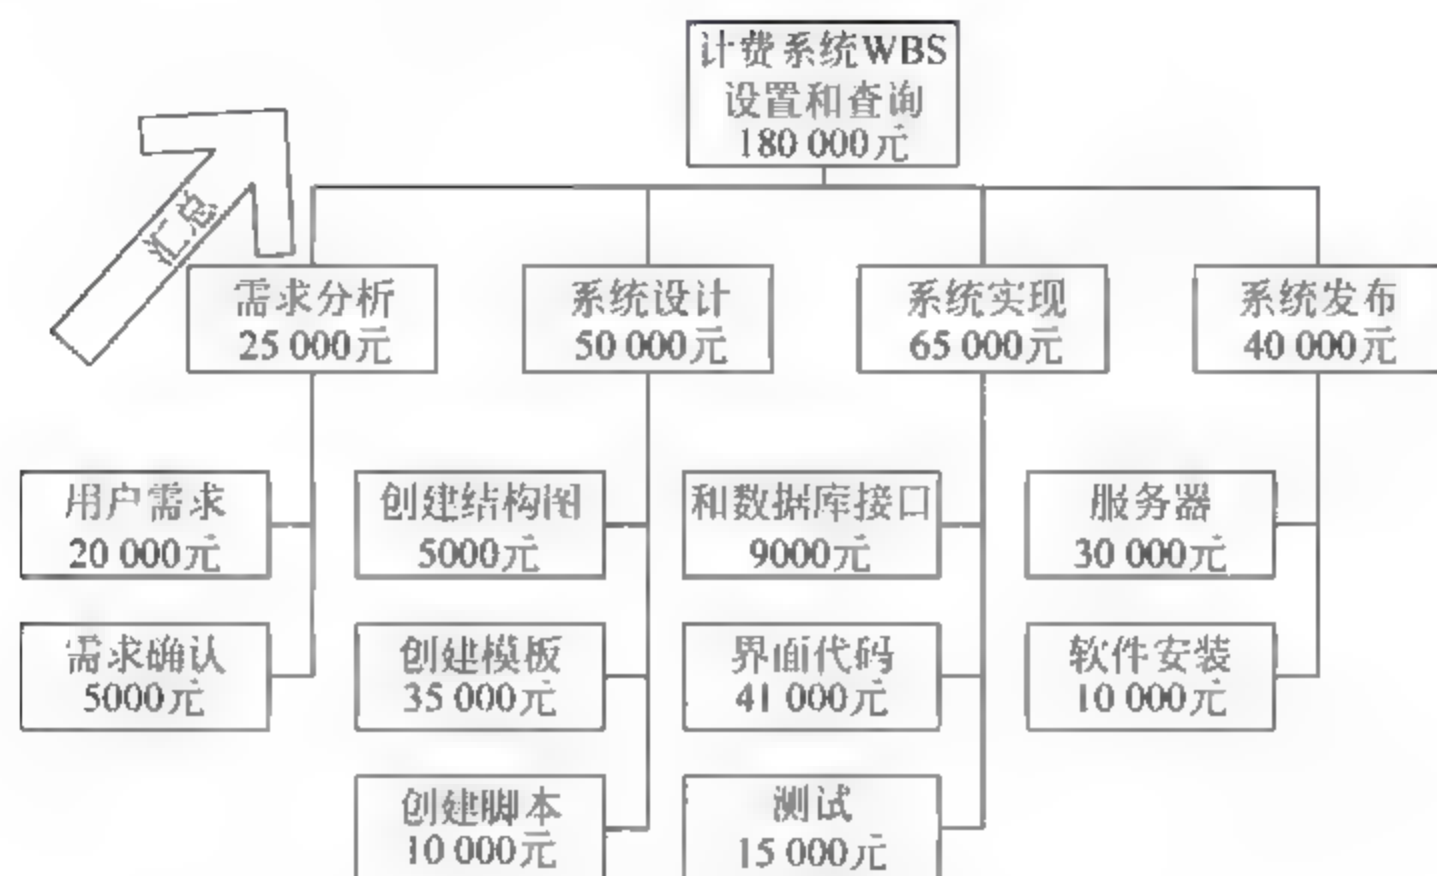 计费系统WBS
设置和查询
180 000元
汇总
需求分析
25 000元
系统设计
50 000元
系统实现
65 000元
系统发布
40 000元
用户需求
20 000元
创建结构图
5000元
和数据库接口
9000元
服务器
30 000元
需求确认
5000元
创建模板
35 000元
界面代码
41 000元
软件安装
10 000元
创建脚本
10 000元
测试
15 000元